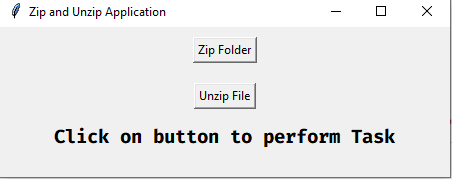 Zip and Unzip Application
Zip Folder
Unzip File
Click on button to perform Task